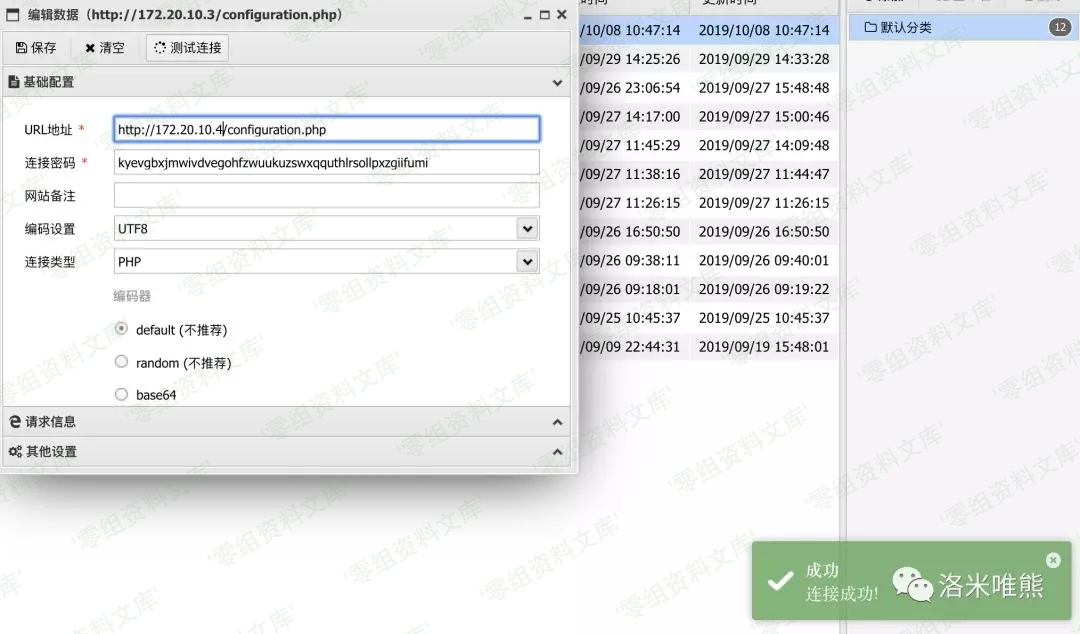 编辑数据（http://172.20.10.3/configuration.php）
保存 清空 测试连接
基础配置
URL地址 * http://172.20.10.4/configuration.php
连接密码 * kyevgbxjmwivdvegohfzwuukuzswxqquthlrsollpxzgiifumi
网站备注
编码设置 UTF8
连接类型 PHP
编码器
default (不推荐)
random (不推荐)
base64
请求信息
其他设置
/10/08 10:47:14 2019/10/08 10:47:14
/09/29 14:25:26 2019/09/29 14:33:28
/09/26 23:06:54 2019/09/27 15:48:48
/09/27 14:17:00 2019/09/27 15:00:46
/09/27 11:45:29 2019/09/27 14:09:48
/09/27 11:38:16 2019/09/27 11:44:47
/09/27 11:26:15 2019/09/27 11:26:15
/09/26 16:50:50 2019/09/26 16:50:50
/09/26 09:38:11 2019/09/26 09:40:01
/09/26 09:18:01 2019/09/26 09:19:22
/09/25 10:45:37 2019/09/25 10:45:37
/09/09 22:44:31 2019/09/19 15:48:01
默认分类 12
成功
连接成功!
洛米唯熊
零组资料文库